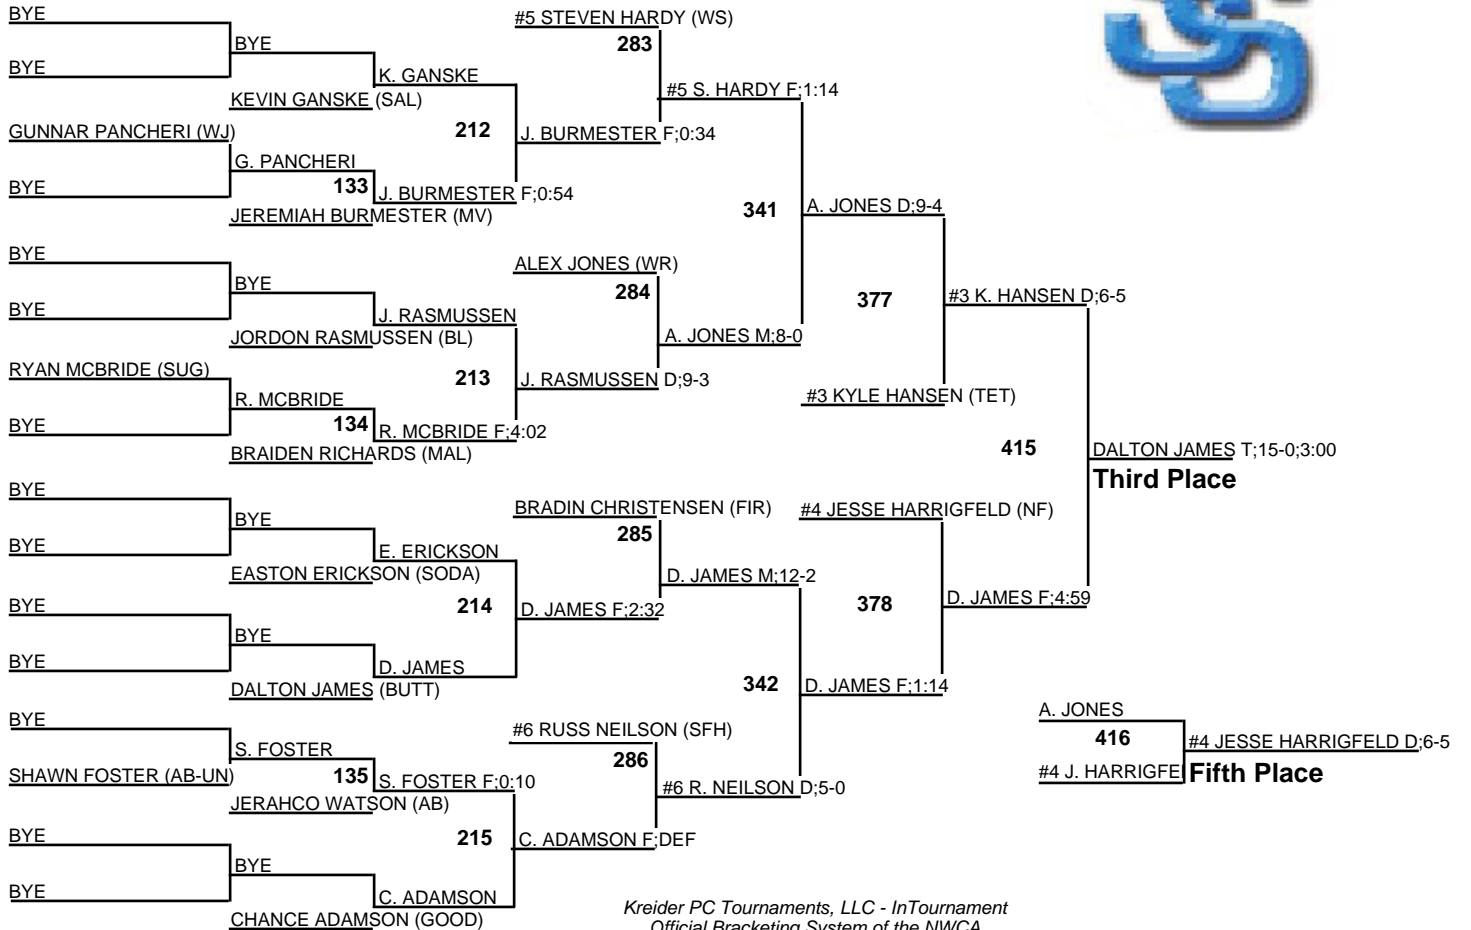 BYE
#5 STEVEN HARDY (WS)
BYE
283
BYE
K. GANSKE
#5 S. HARDY F;1:14
KEVIN GANSKE (SAL)
GUNNAR PANCHERI (WJ)
212
J. BURMESTER F;0:34
G. PANCHERI
BYE
133
J. BURMESTER F;0:54
JEREMIAH BURMESTER (MV)
341
A. JONES D;9-4
BYE
ALEX JONES (WR)
BYE
284
377
#3 K. HANSEN D;6-5
BYE
J. RASMUSSEN
JORDON RASMUSSEN (BL)
A. JONES M;8-0
RYAN MCBRIDE (SUG)
213
J. RASMUSSEN D;9-3
R. MCBRIDE
#3 KYLE HANSEN (TET)
BYE
134
R. MCBRIDE F;4:02
BRAIDEN RICHARDS (MAL)
415
DALTON JAMES T;15-0;3:00
Third Place
BYE
BRADIN CHRISTENSEN (FIR)
#4 JESSE HARRIGFELD (NF)
BYE
285
BYE
E. ERICKSON
EASTON ERICKSON (SODA)
D. JAMES M;12-2
BYE
214
D. JAMES F;2:32
378
D. JAMES F;4:59
BYE
BYE
D. JAMES
DALTON JAMES (BUTT)
342
D. JAMES F;1:14
BYE
#6 RUSS NEILSON (SFH)
A. JONES
S. FOSTER
286
416
#4 JESSE HARRIGFELD D;6-5
SHAWN FOSTER (AB-UN)
135
S. FOSTER F;0:10
#6 R. NEILSON D;5-0
#4 J. HARRIGFE
Fifth Place
JERAHCO WATSON (AB)
BYE
215
C. ADAMSON F;DEF
BYE
BYE
C. ADAMSON
CHANCE ADAMSON (GOOD)
Kreider PC Tournaments, LLC - InTournament
Official Bracketing System of the NWCA